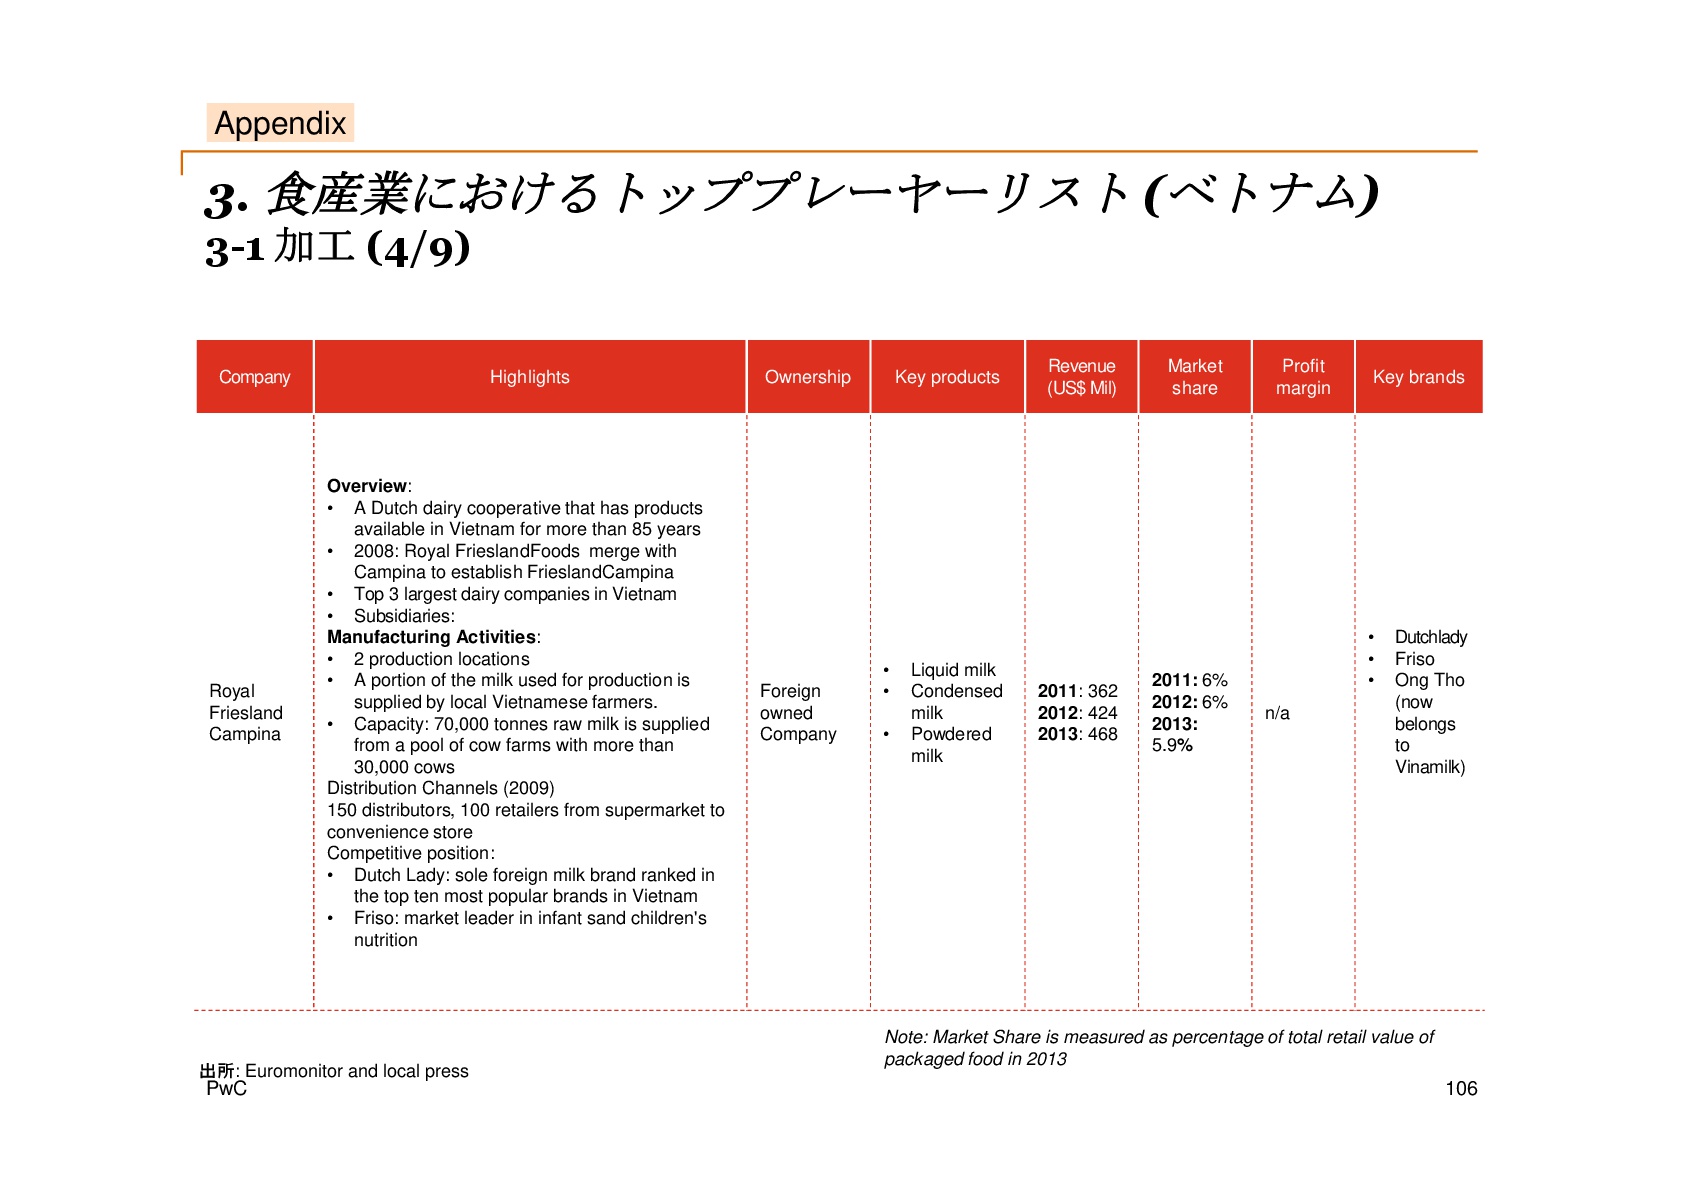 Appendix
3. 食産業におけるトッププレーヤーリスト(ベトナム)
3-1 加工 (4/9)
Company
Highlights
Ownership
Key products
Revenue
(US$ Mil)
Market
share
Profit
margin
Key brands
Royal
Friesland
Campina
Overview:
• A Dutch dairy cooperative that has products
available in Vietnam for more than 85 years
• 2008: Royal FrieslandFoods merge with
Campina to establish FrieslandCampina
• Top 3 largest dairy companies in Vietnam
• Subsidiaries:
Manufacturing Activities:
• 2 production locations
• A portion of the milk used for production is
supplied by local Vietnamese farmers.
• Capacity: 70,000 tonnes raw milk is supplied
from a pool of cow farms with more than
30,000 cows
Distribution Channels (2009)
150 distributors, 100 retailers from supermarket to
convenience store
Competitive position:
• Dutch Lady: sole foreign milk brand ranked in
the top ten most popular brands in Vietnam
• Friso: market leader in infant sand children's
nutrition
Foreign
owned
Company
• Liquid milk
• Condensed
milk
• Powdered
milk
2011: 362
2012: 424
2013: 468
2011: 6%
2012: 6%
2013:
5.9%
n/a
• Dutchlady
• Friso
• Ong Tho
(now
belongs
to
Vinamilk)
Note: Market Share is measured as percentage of total retail value of
packaged food in 2013
出所: Euromonitor and local press
PwC
106